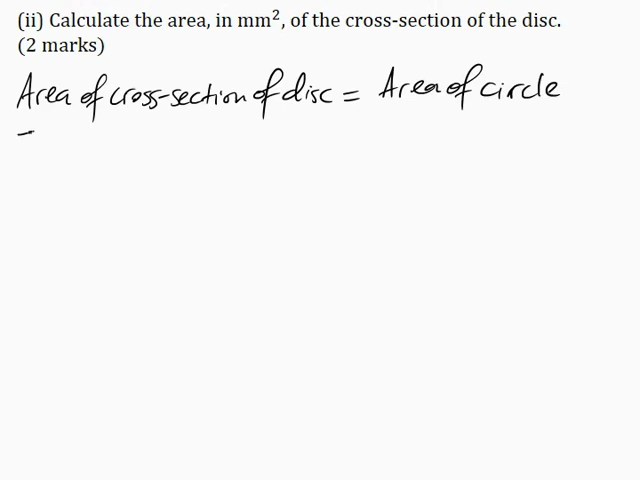 (ii) Calculate the area, in mm², of the cross-section of the disc.
(2 marks)
Area of cross-section of disc = Area of circle